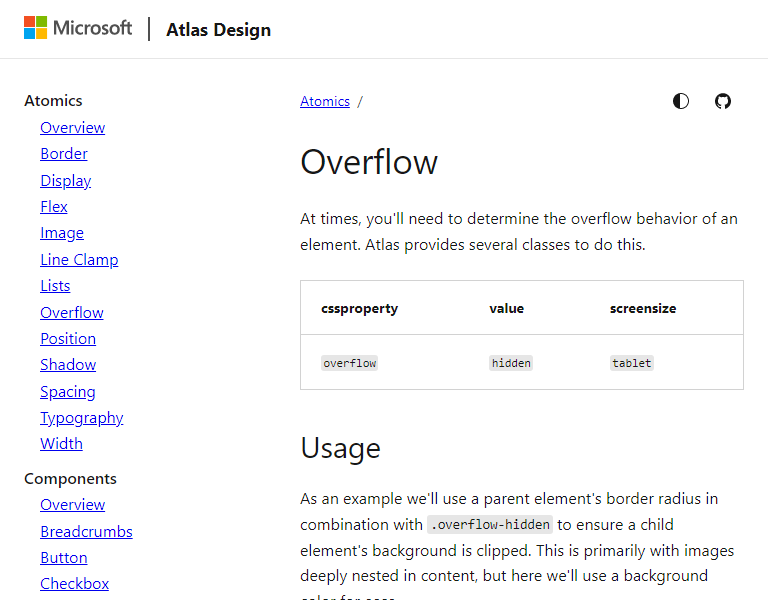 Microsoft | Atlas Design
Atomics
Overview
Border
Display
Flex
Image
Line Clamp
Lists
Overflow
Position
Shadow
Spacing
Typography
Width
Components
Overview
Breadcrumbs
Button
Checkbox
Atomics /
Overflow
At times, you'll need to determine the overflow behavior of an
element. Atlas provides several classes to do this.
cssproperty value screensize
overflow hidden tablet
Usage
As an example we'll use a parent element's border radius in
combination with .overflow-hidden to ensure a child
element's background is clipped. This is primarily with images
deeply nested in content, but here we'll use a background